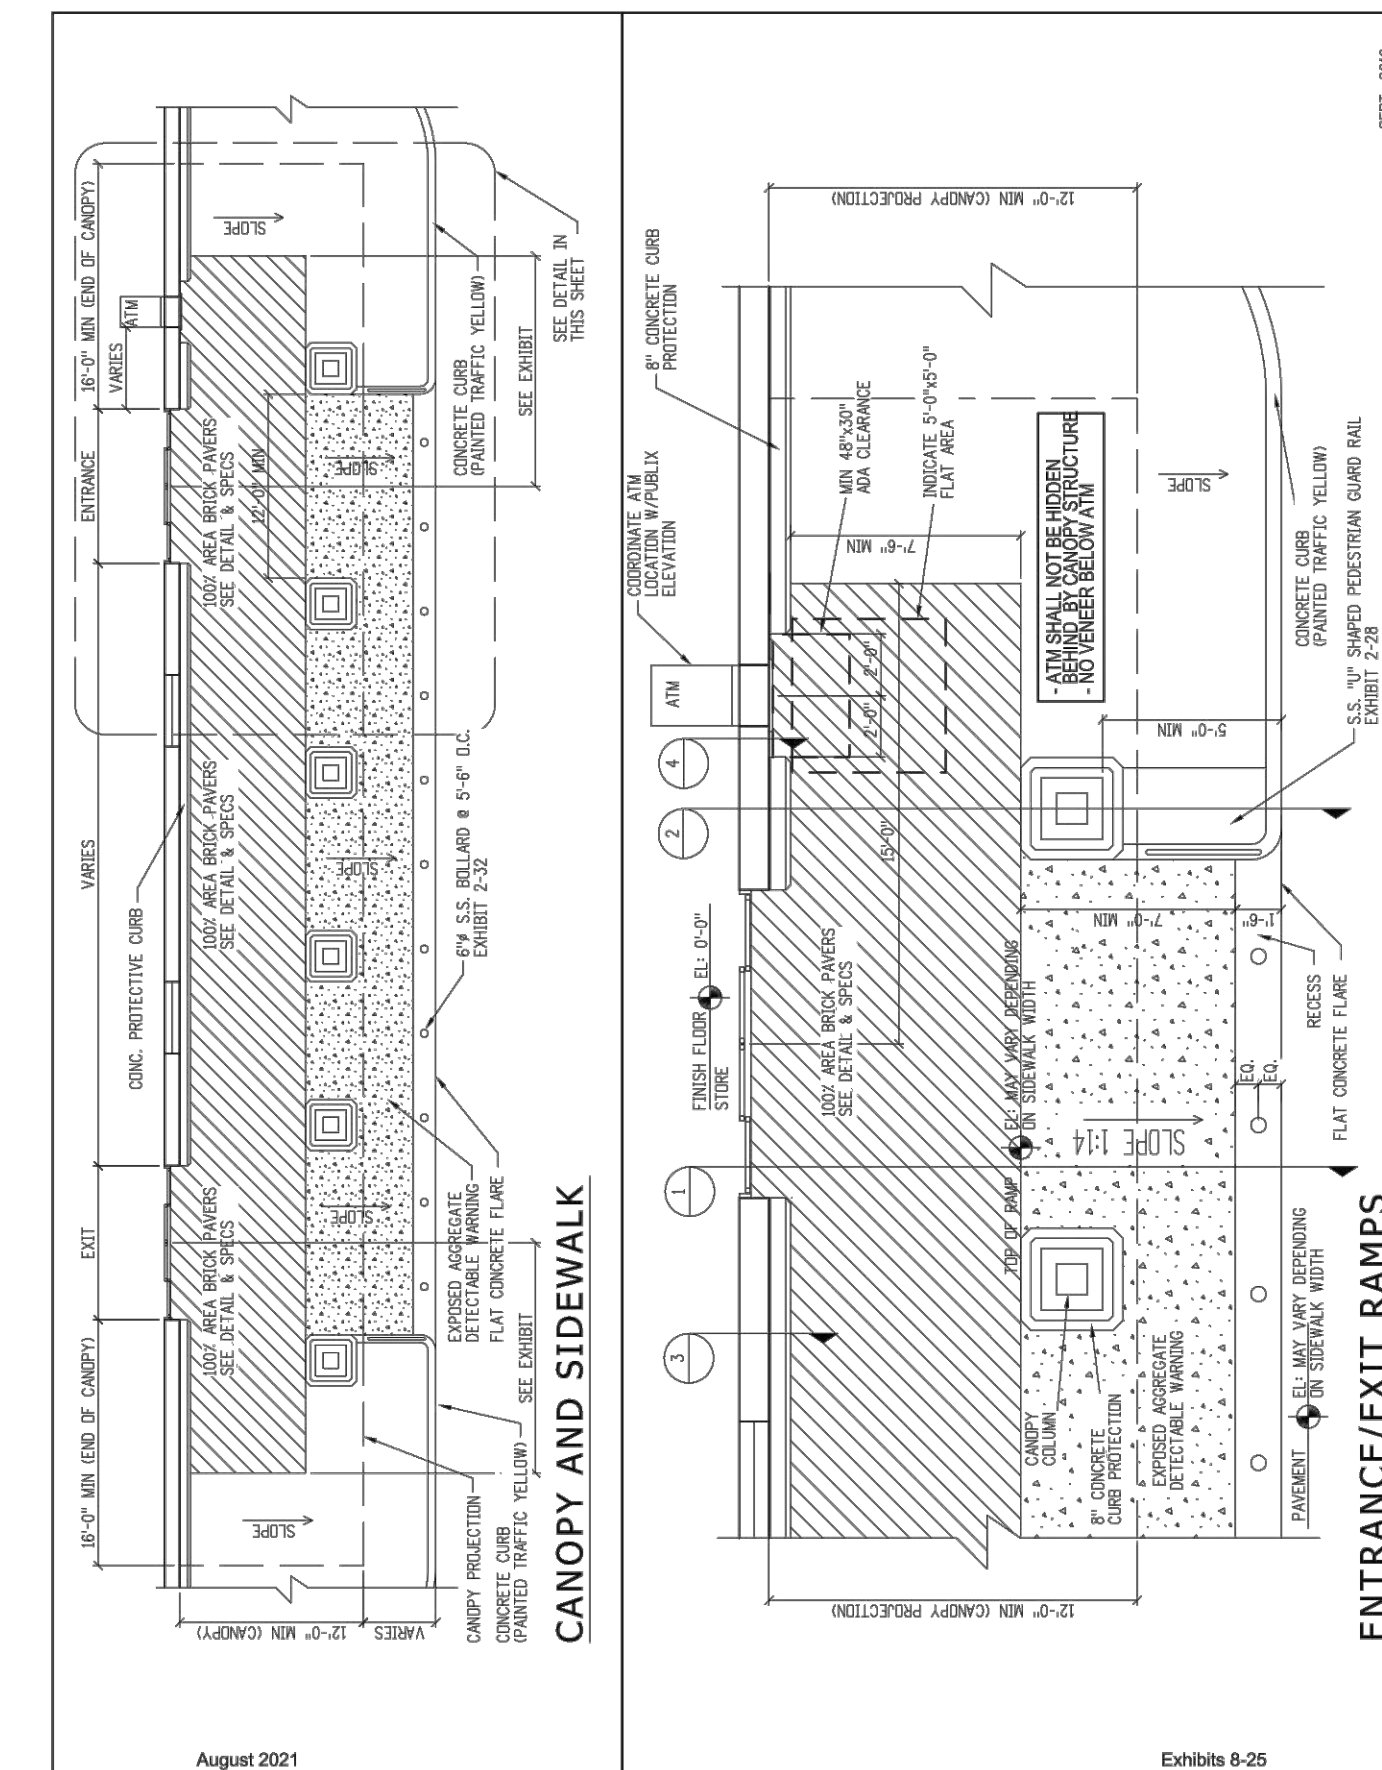 16'-0" MIN (END OF CANOPY)
VARIES
ATM
ENTRANCE
VARIES
EXIT
16'-0" MIN (END OF CANOPY)
SLOPE
100% AREA BRICK PAVERS
SEE DETAIL & SPECS
12'-0" MIN
SLOPE
CONC. PROTECTIVE CURB
100% AREA BRICK PAVERS
SEE DETAIL & SPECS
SLOPE
100% AREA BRICK PAVERS
SEE DETAIL & SPECS
SLOPE
SLOPE
12'-0" MIN (CANOPY)
VARIES
CONCRETE CURB
(PAINTED TRAFFIC YELLOW)
SEE EXHIBIT
SEE DETAIL IN
THIS SHEET
6"ø S.S. BOLLARD @ 5'-6" O.C.
EXHIBIT 2-32
EXPOSED AGGREGATE
DETECTABLE WARNING
FLAT CONCRETE FLARE
SEE EXHIBIT
CANOPY PROJECTION
CONCRETE CURB
(PAINTED TRAFFIC YELLOW)
CANOPY AND SIDEWALK
12'-0" MIN (CANOPY PROJECTION)
8" CONCRETE CURB
PROTECTION
COORDINATE ATM
LOCATION W/PUBLIX
ELEVATION
ATM
MIN 48"x30"
ADA CLEARANCE
INDICATE 5'-0"x5'-0"
FLAT AREA
7'-6" MIN
2'-0"
2'-0"
15'-0"
- ATM SHALL NOT BE HIDDEN
BEHIND BY CANOPY STRUCTURE
- NO VENEER BELOW ATM
SLOPE
5'-0" MIN
CONCRETE CURB
(PAINTED TRAFFIC YELLOW)
S.S. "U" SHAPED PEDESTRIAN GUARD RAIL
EXHIBIT 2-28
4
2
1
3
FINISH FLOOR EL: 0'-0"
STORE
100% AREA BRICK PAVERS
SEE DETAIL & SPECS
TOP OF RAMP EL: MAY VARY DEPENDING
ON SIDEWALK WIDTH
7'-0" MIN
1'-6"
SLOPE 1:14
EQ.
EQ.
RECESS
FLAT CONCRETE FLARE
CANOPY
COLUMN
8" CONCRETE
CURB PROTECTION
EXPOSED AGGREGATE
DETECTABLE WARNING
PAVEMENT EL: MAY VARY DEPENDING
ON SIDEWALK WIDTH
12'-0" MIN (CANOPY PROJECTION)
ENTRANCE/EXIT RAMPS
August 2021
Exhibits 8-25